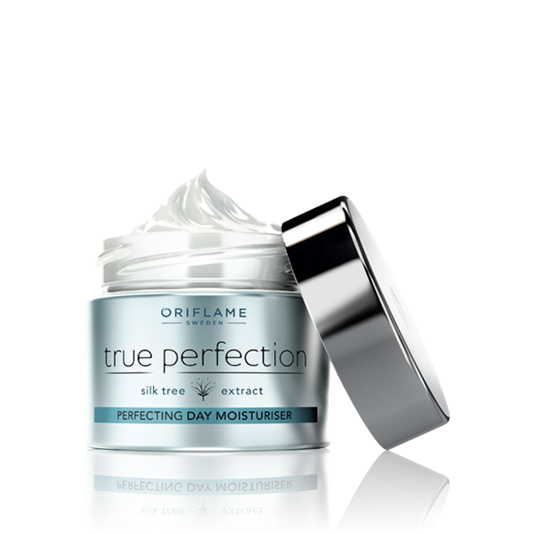 ORIFLAME
SWEDEN
true perfection
silk tree extract
PERFECTING DAY MOISTURISER